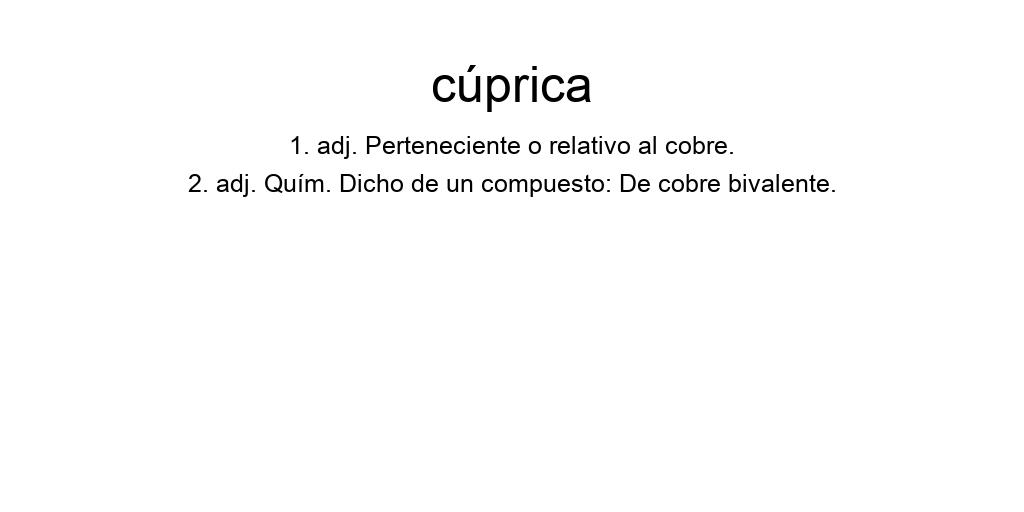 cúprica
1. adj. Perteneciente o relativo al cobre.
2. adj. Quím. Dicho de un compuesto: De cobre bivalente.